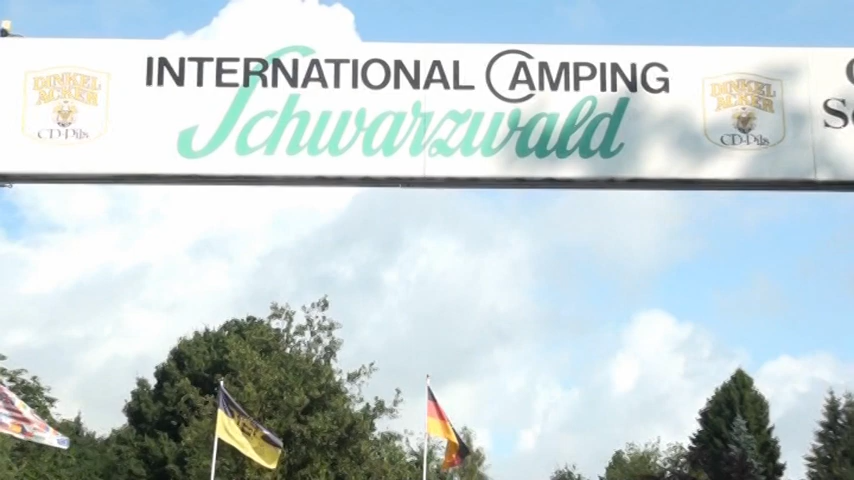 DINKEL
ACKER
CD-Pils
INTERNATIONAL CAMPING
Schwarzwald
DINKEL
ACKER
CD-Pils